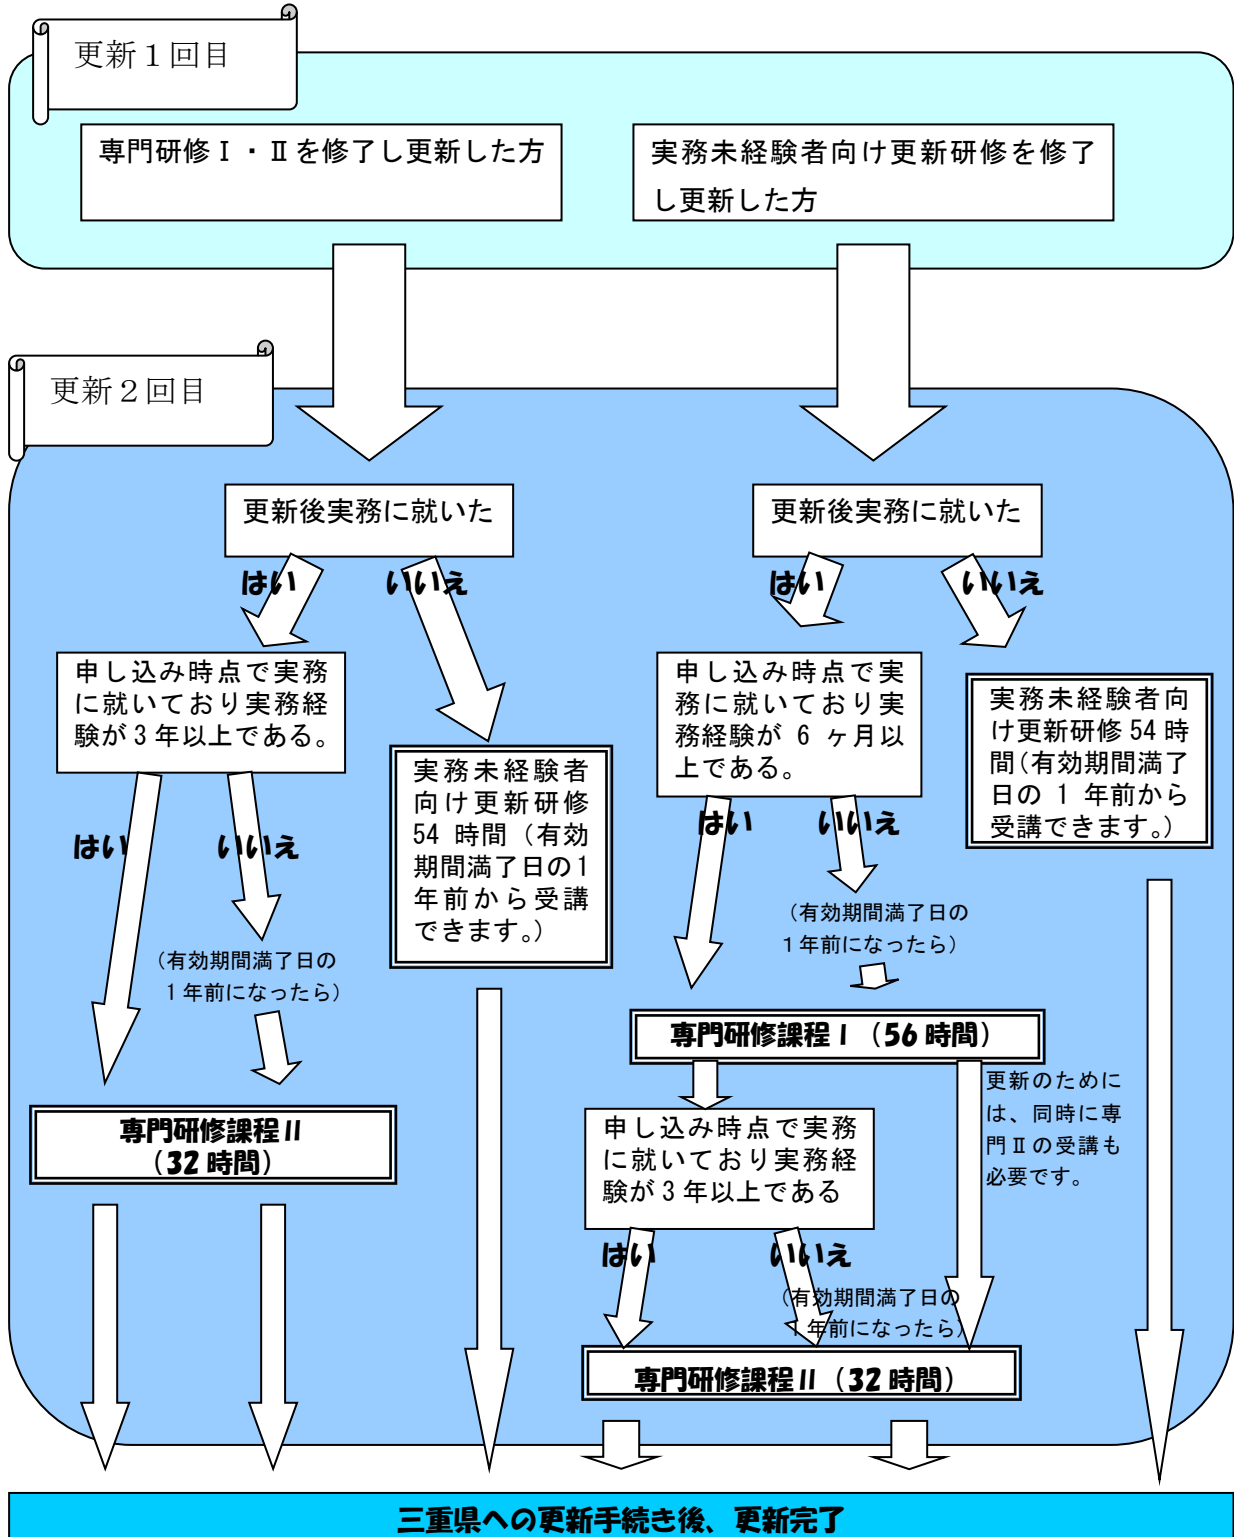 更新１回目
専門研修Ⅰ・Ⅱを修了し更新した方
実務未経験者向け更新研修を修了
し更新した方
更新２回目
更新後実務に就いた
はい
いいえ
申し込み時点で実務
に就いており実務経
験が3年以上である。
はい
いいえ
（有効期間満了日の
１年前になったら）
実務未経験者
向け更新研修
54 時間（有効
期間満了日の1
年前から受講
できます。）
専門研修課程Ⅱ
（32時間）
更新後実務に就いた
はい
いいえ
申し込み時点で実
務に就いており実
務経験が 6 ヶ月以
上である。
はい
いいえ
（有効期間満了日の
１年前になったら）
実務未経験者向
け更新研修54時
間(有効期間満了
日の 1 年前から
受講できます。）
専門研修課程Ⅰ（56時間）
更新のために
は、同時に専
門Ⅱの受講も
必要です。
申し込み時点で実務
に就いており実務経
験が3年以上である
はい
いいえ
（有効期間満了日の
１年前になったら）
専門研修課程Ⅱ（32時間）
三重県への更新手続き後、更新完了